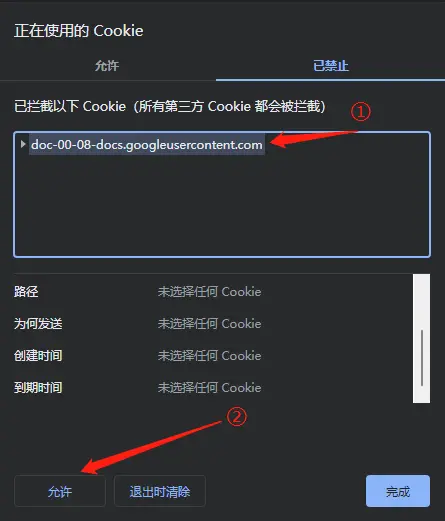 正在使用的 Cookie
允许 已禁止
已拦截以下 Cookie（所有第三方 Cookie 都会被拦截）
①
doc-00-08-docs.googleusercontent.com
路径 未选择任何 Cookie
为何发送 未选择任何 Cookie
创建时间 未选择任何 Cookie
到期时间 未选择任何 Cookie
②
允许 退出时清除 完成